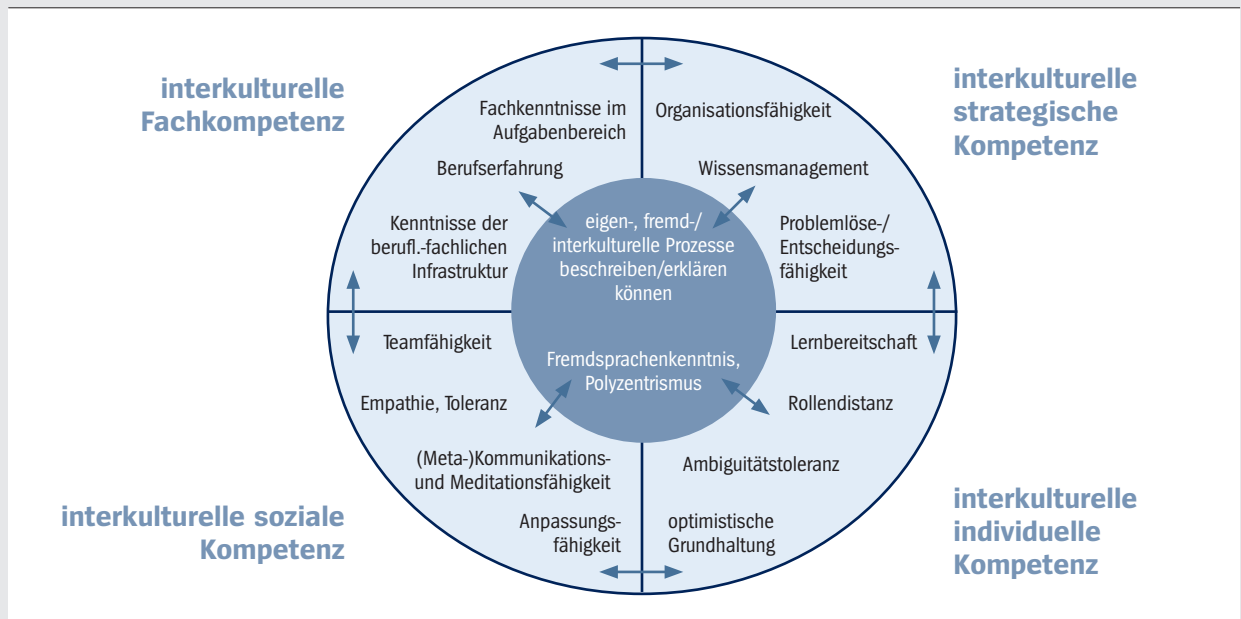 interkulturelle
Fachkompetenz
Fachkenntnisse im
Aufgabenbereich
Berufserfahrung
Kenntnisse der
berufl.-fachlichen
Infrastruktur
interkulturelle
strategische
Kompetenz
Organisationsfähigkeit
Wissensmanagement
Problemlöse-/
Entscheidungs-
fähigkeit
eigen-, fremd-/
interkulturelle Prozesse
beschreiben/erklären
können
Fremdsprachenkenntnis,
Polyzentrismus
Teamfähigkeit
Empathie, Toleranz
(Meta-)Kommunikations-
und Meditationsfähigkeit
Anpassungs-
fähigkeit
interkulturelle soziale
Kompetenz
Lernbereitschaft
Rollendistanz
Ambiguitätstoleranz
optimistische
Grundhaltung
interkulturelle
individuelle
Kompetenz